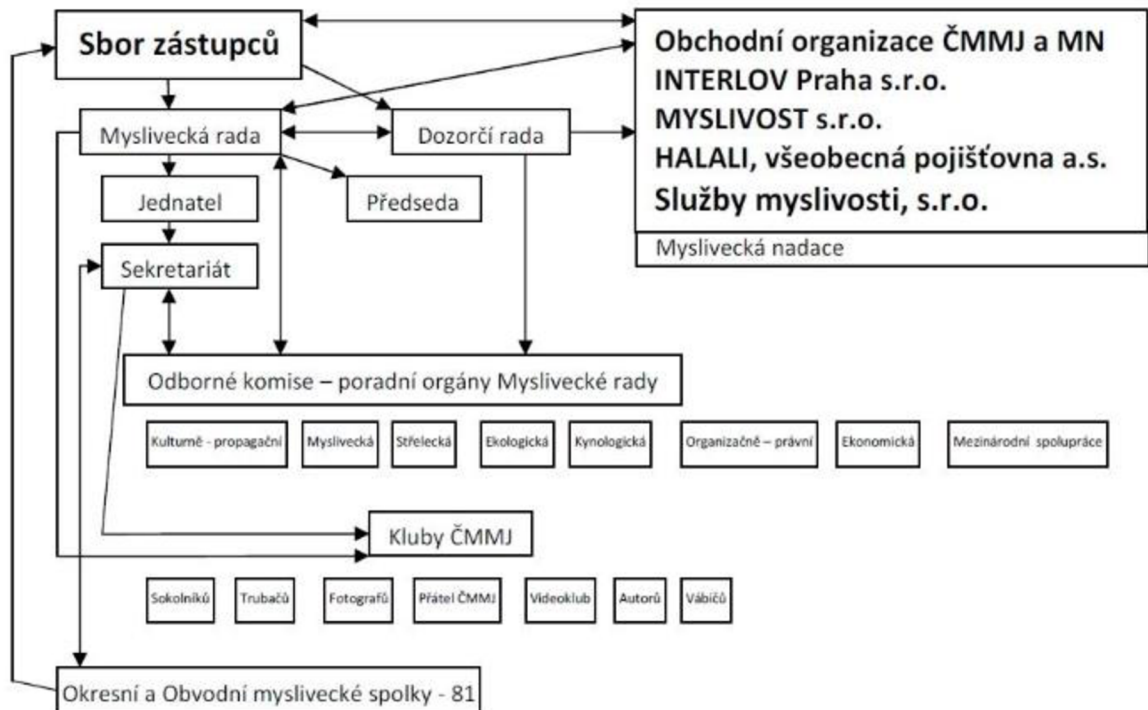 Sbor zástupců
Obchodní organizace ČMMJ a MN
INTERLOV Praha s.r.o.
MYSLIVOST s.r.o.
HALALI, všeobecná pojišťovna a.s.
Služby myslivosti, s.r.o.
Myslivecká nadace
Myslivecká rada
Dozorčí rada
Jednatel
Předseda
Sekretariát
Odborné komise – poradní orgány Myslivecké rady
Kulturně - propagační
Myslivecká
Střelecká
Ekologická
Kynologická
Organizačně – právní
Ekonomická
Mezinárodní spolupráce
Kluby ČMMJ
Sokolníků
Trubačů
Fotografů
Přátel ČMMJ
Videoklub
Autorů
Vábičů
Okresní a Obvodní myslivecké spolky - 81